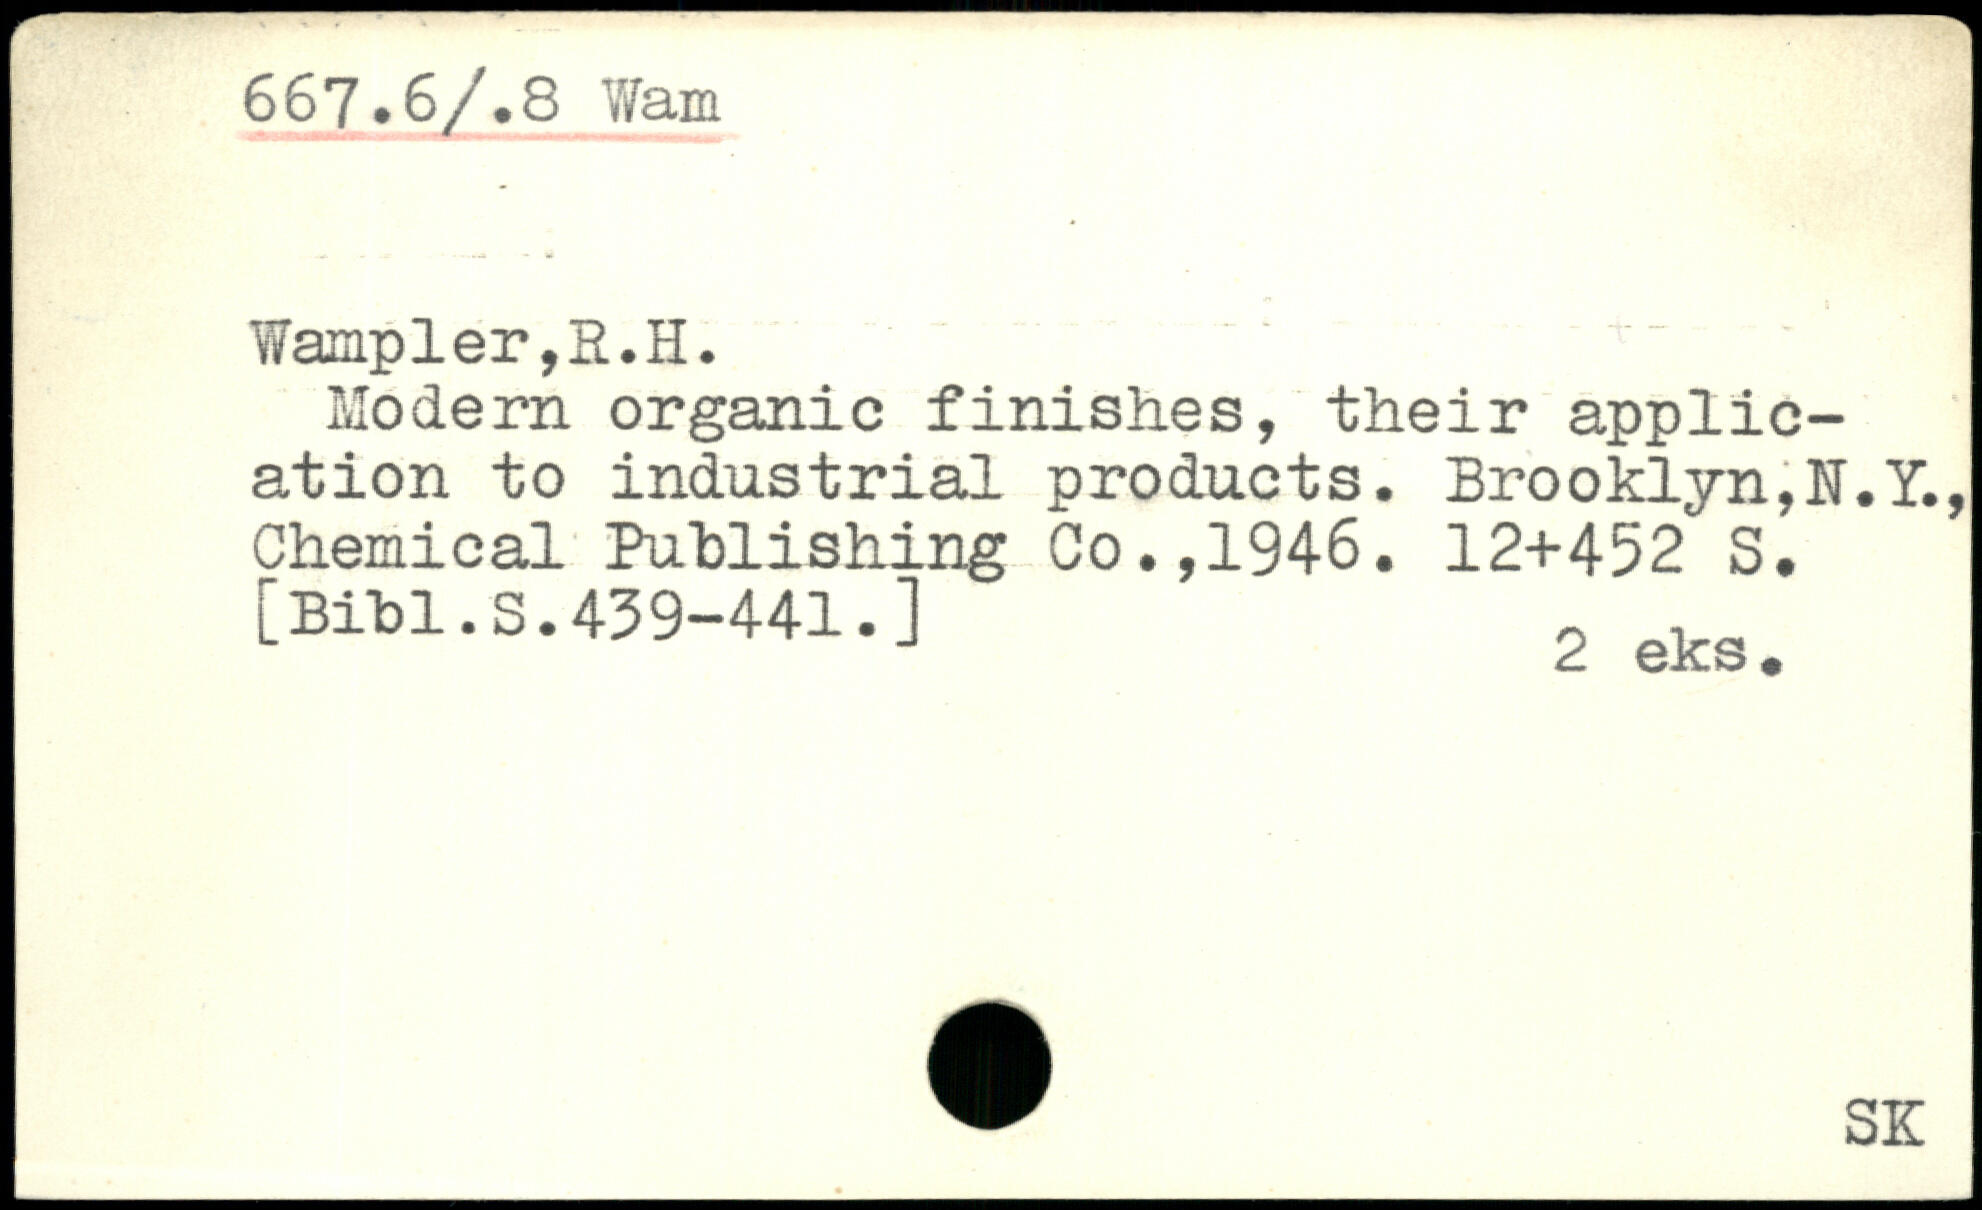 667.6/.8 Wam
Wampler,R.H.
Modern organic finishes, their applic-
ation to industrial products. Brooklyn,N.Y.,
Chemical Publishing Co.,1946. 12+452 S.
[Bibl.S.439-441.]
2 eks.
SK